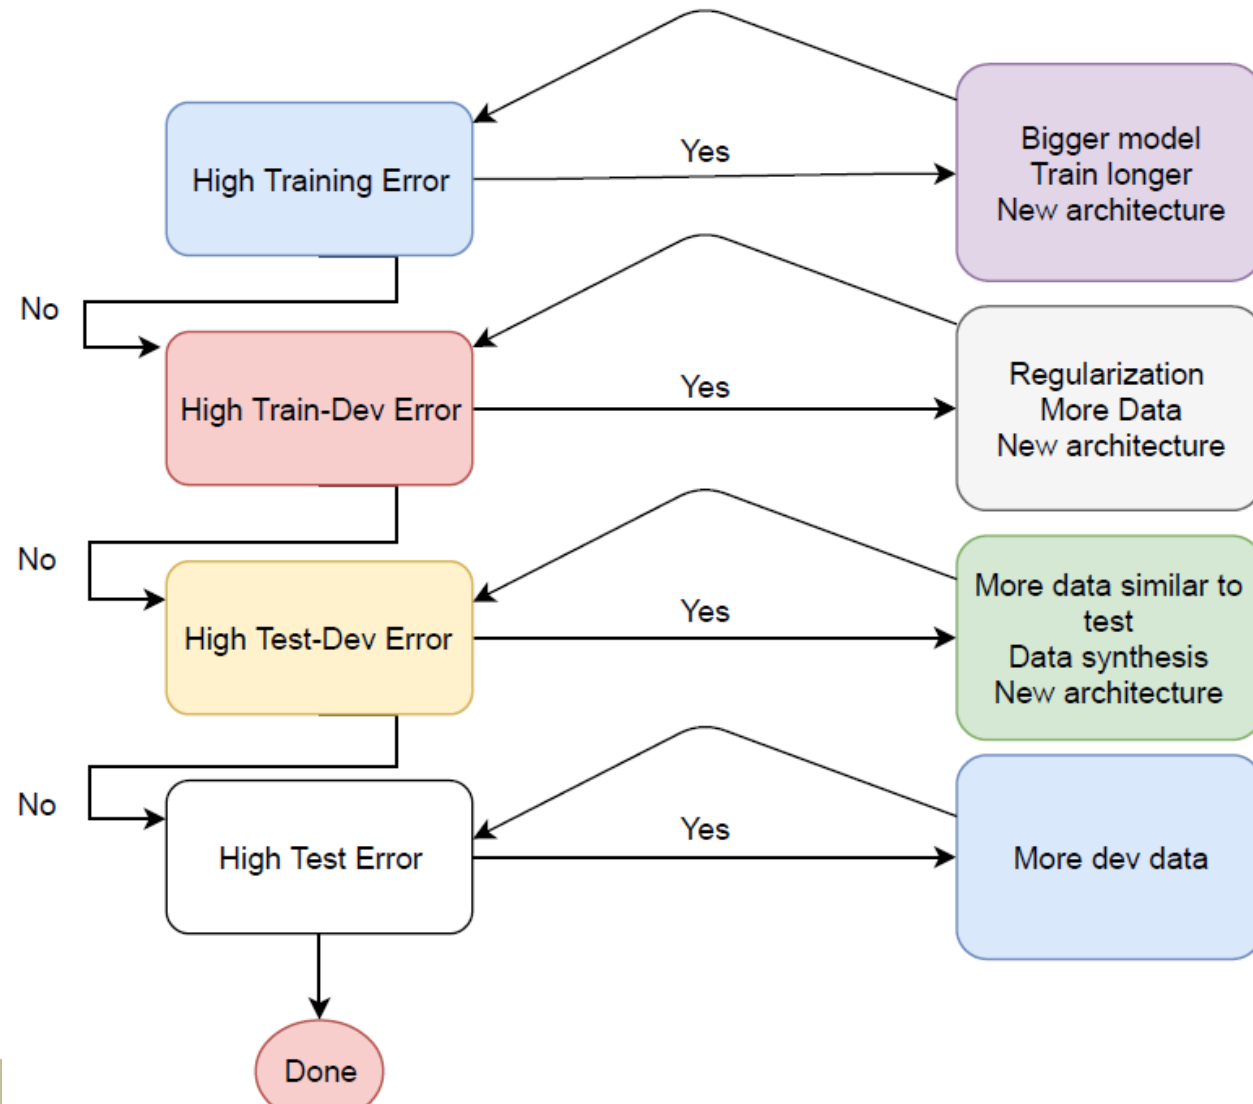 High Training Error
Yes
Bigger model
Train longer
New architecture
No
High Train-Dev Error
Yes
Regularization
More Data
New architecture
No
High Test-Dev Error
Yes
More data similar to
test
Data synthesis
New architecture
No
High Test Error
Yes
More dev data
Done